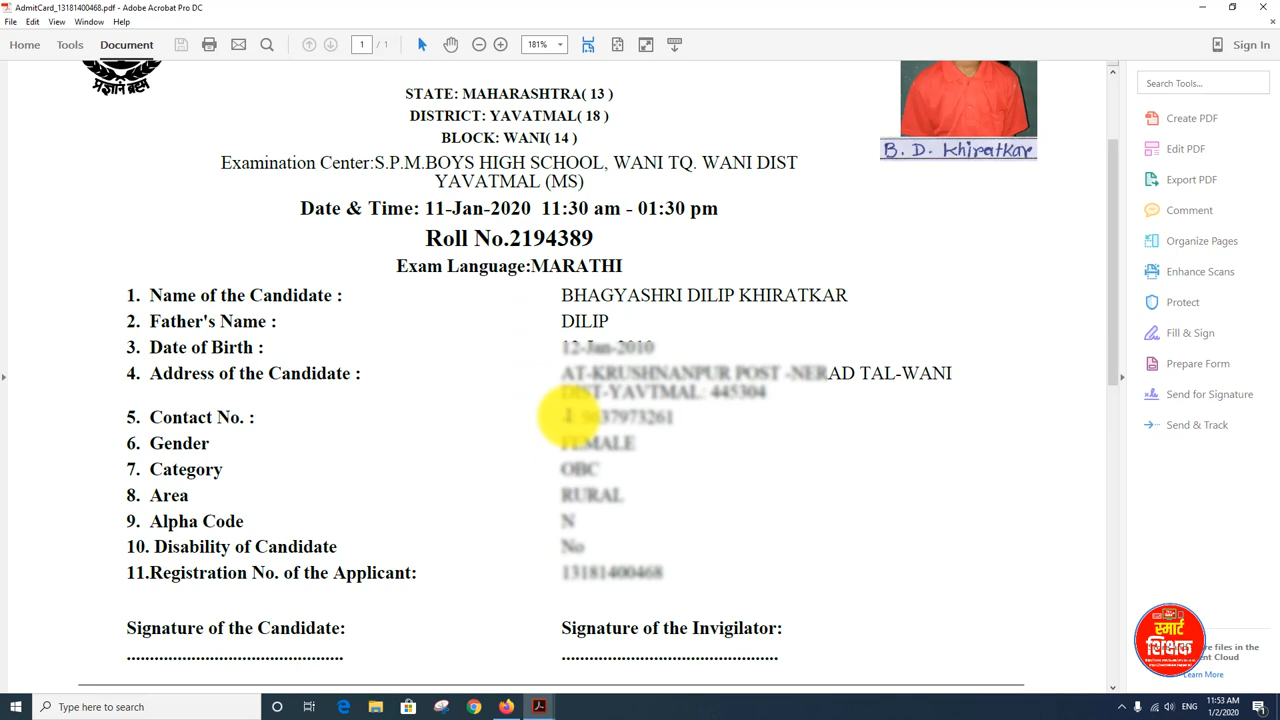 AdmitCard_13181400468.pdf - Adobe Acrobat Pro DC
File Edit View Window Help
Home Tools Document 1 / 1 181% Sign In
प्रज्ञानं ब्रह्म
STATE: MAHARASHTRA( 13 )
DISTRICT: YAVATMAL( 18 )
BLOCK: WANI( 14 )
B. D. Khiratkar
Examination Center:S.P.M.BOYS HIGH SCHOOL, WANI TQ. WANI DIST
YAVATMAL (MS)
Date & Time: 11-Jan-2020 11:30 am - 01:30 pm
Roll No.2194389
Exam Language:MARATHI
1. Name of the Candidate : BHAGYASHRI DILIP KHIRATKAR
2. Father's Name : DILIP
3. Date of Birth :
4. Address of the Candidate : TAL-WANI
5. Contact No. :
6. Gender
7. Category
8. Area
9. Alpha Code
10. Disability of Candidate
11.Registration No. of the Applicant:
Signature of the Candidate: Signature of the Invigilator:
Search Tools...
Create PDF
Edit PDF
Export PDF
Comment
Organize Pages
Enhance Scans
Protect
Fill & Sign
Prepare Form
Send for Signature
Send & Track
files in the
Cloud
Learn More
स्मार्ट
शिक्षक
Type here to search
ENG
11:53 AM
1/2/2020